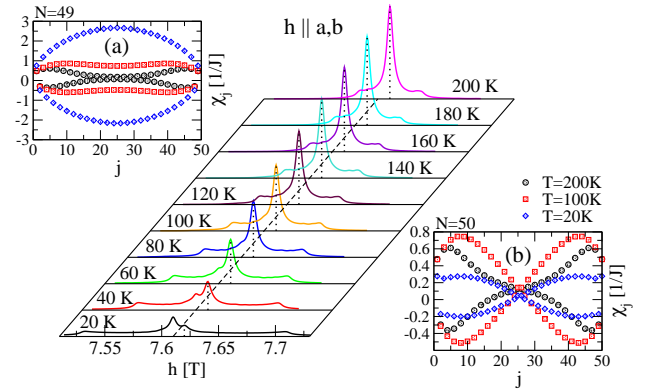 N=49
(a)
3
2
1
0
-1
-2
-3
0 10 20 30 40 50
j
χj [1/J]
h || a,b
200 K
180 K
160 K
140 K
120 K
100 K
80 K
60 K
40 K
20 K
7.55 7.6 7.65 7.7
h [T]
T=200K
T=100K
T=20K
N=50
(b)
0.8
0.6
0.4
0.2
0
-0.2
-0.4
0 10 20 30 40 50
j
χj [1/J]